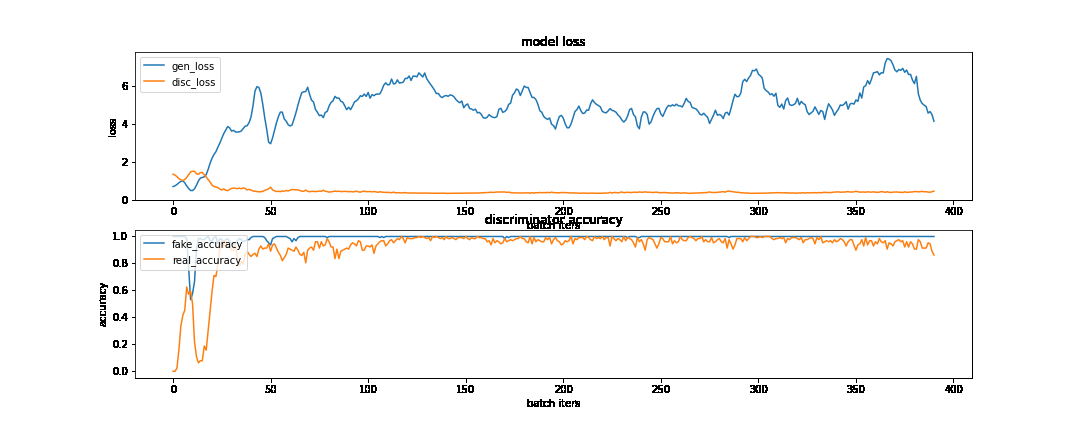 model loss
gen_loss
disc_loss
loss
6
4
2
0
0 50 100 150 200 250 300 350 400
batch iters
discriminator accuracy
fake_accuracy
real_accuracy
accuracy
1.0
0.8
0.6
0.4
0.2
0.0
0 50 100 150 200 250 300 350 400
batch iters